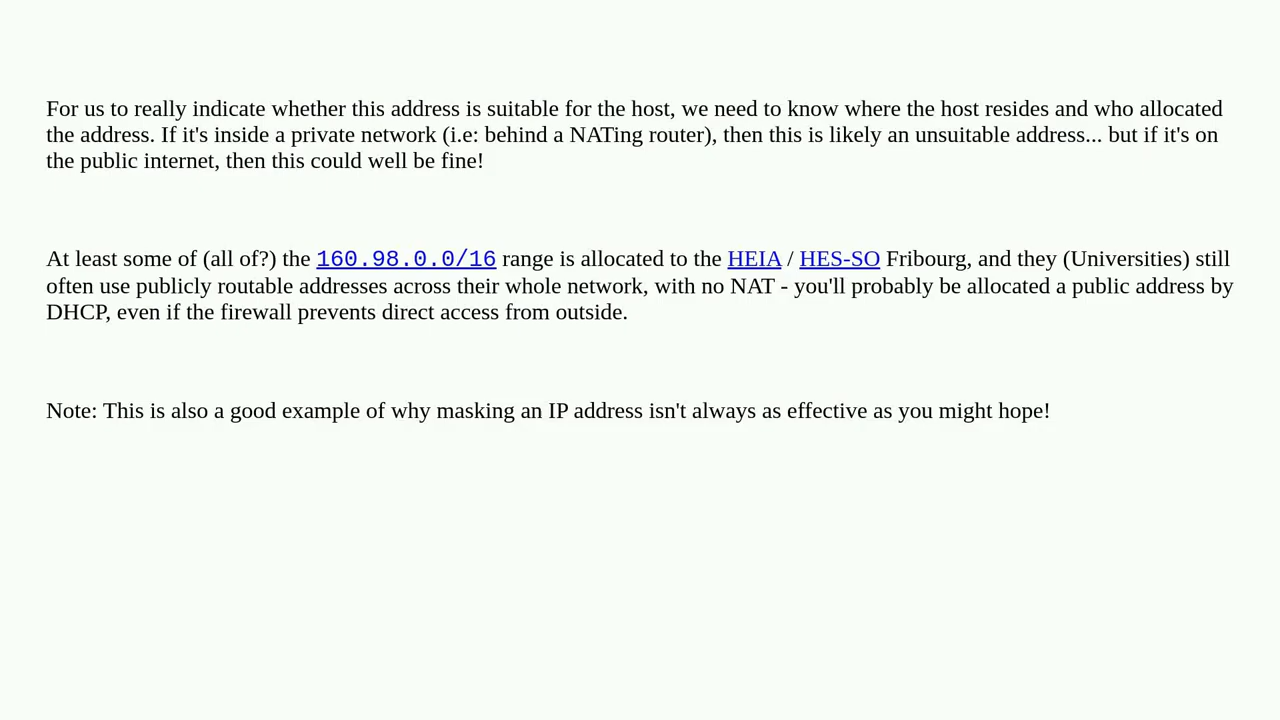 For us to really indicate whether this address is suitable for the host, we need to know where the host resides and who allocated
the address. If it's inside a private network (i.e: behind a NATing router), then this is likely an unsuitable address... but if it's on
the public internet, then this could well be fine!
At least some of (all of?) the 160.98.0.0/16 range is allocated to the HEIA / HES-SO Fribourg, and they (Universities) still
often use publicly routable addresses across their whole network, with no NAT - you'll probably be allocated a public address by
DHCP, even if the firewall prevents direct access from outside.
Note: This is also a good example of why masking an IP address isn't always as effective as you might hope!